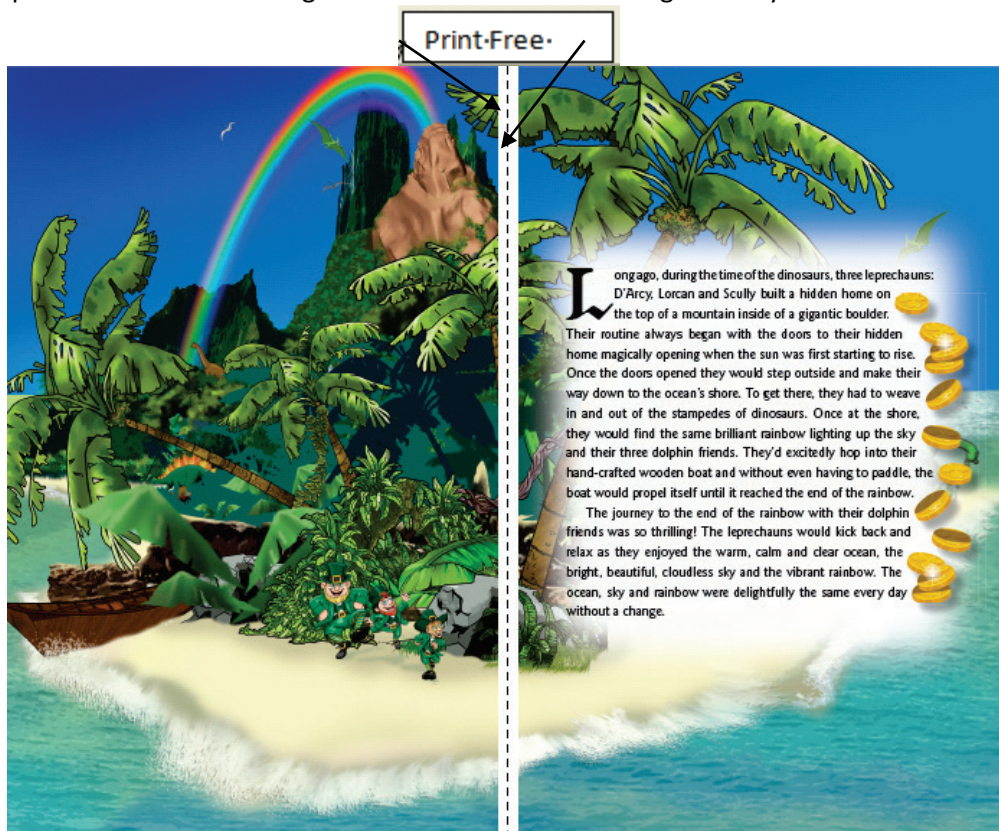 Print·Free·
Long ago, during the time of the dinosaurs, three leprechauns:
D'Arcy, Lorcan and Scully built a hidden home on
the top of a mountain inside of a gigantic boulder.
Their routine always began with the doors to their hidden
home magically opening when the sun was first starting to rise.
Once the doors opened they would step outside and make their
way down to the ocean's shore. To get there, they had to weave
in and out of the stampedes of dinosaurs. Once at the shore,
they would find the same brilliant rainbow lighting up the sky
and their three dolphin friends. They'd excitedly hop into their
hand-crafted wooden boat and without even having to paddle, the
boat would propel itself until it reached the end of the rainbow.
The journey to the end of the rainbow with their dolphin
friends was so thrilling! The leprechauns would kick back and
relax as they enjoyed the warm, calm and clear ocean, the
bright, beautiful, cloudless sky and the vibrant rainbow. The
ocean, sky and rainbow were delightfully the same every day
without a change.